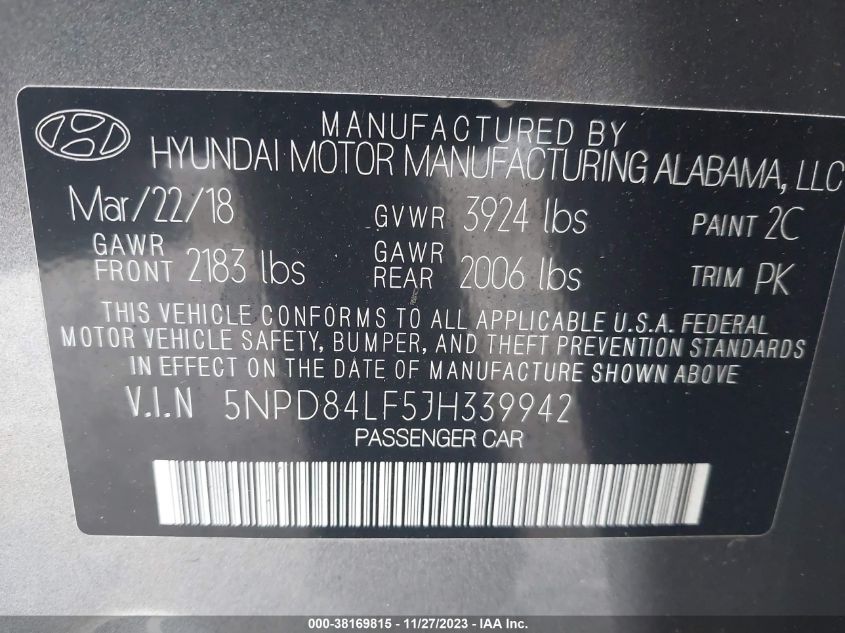 MANUFACTURED BY
HYUNDAI MOTOR MANUFACTURING ALABAMA, LLC
Mar/22/18 GVWR 3924 lbs PAINT 2C
GAWR FRONT 2183 lbs GAWR REAR 2006 lbs TRIM PK
THIS VEHICLE CONFORMS TO ALL APPLICABLE U.S.A. FEDERAL
MOTOR VEHICLE SAFETY, BUMPER, AND THEFT PREVENTION STANDARDS
IN EFFECT ON THE DATE OF MANUFACTURE SHOWN ABOVE
V.I.N 5NPD84LF5JH339942
PASSENGER CAR
000-38169815 - 11/27/2023 - IAA Inc.